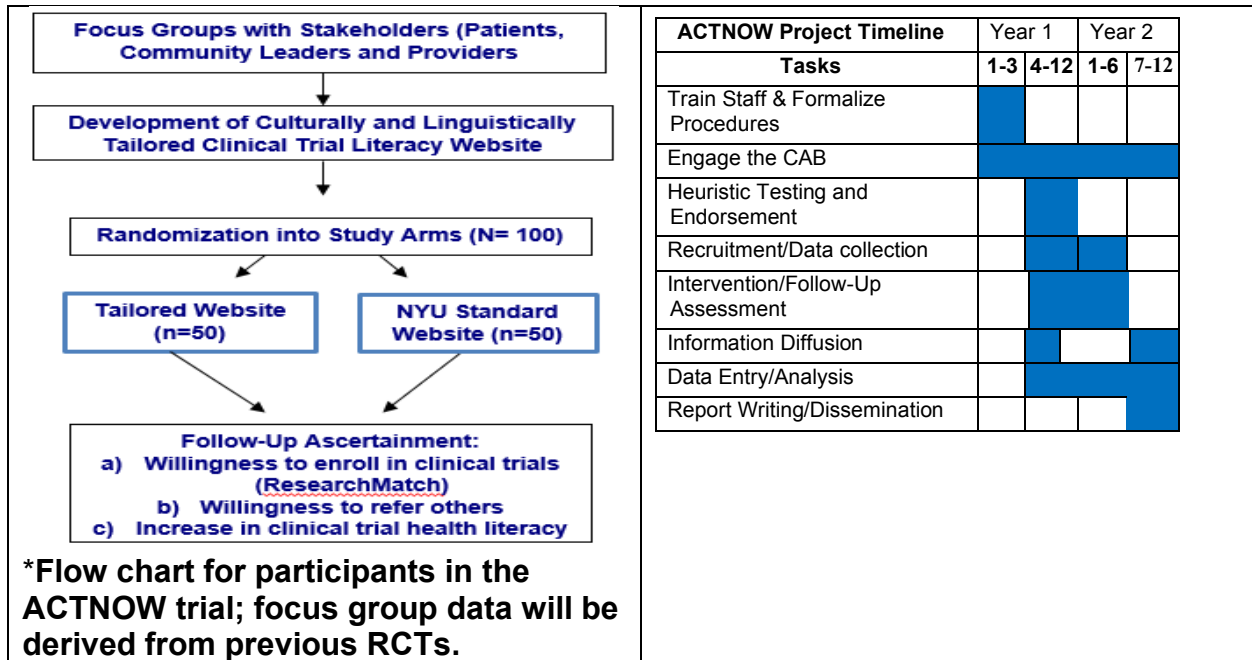 Focus Groups with Stakeholders (Patients,
Community Leaders and Providers
Development of Culturally and Linguistically
Tailored Clinical Trial Literacy Website
Randomization into Study Arms (N= 100)
Tailored Website
(n=50)
NYU Standard
Website (n=50)
Follow-Up Ascertainment:
a) Willingness to enroll in clinical trials
(ResearchMatch)
b) Willingness to refer others
c) Increase in clinical trial health literacy
*Flow chart for participants in the
ACTNOW trial; focus group data will be
derived from previous RCTs.
ACTNOW Project Timeline Year 1 Year 2
Tasks 1-3 4-12 1-6 7-12
Train Staff & Formalize
Procedures
Engage the CAB
Heuristic Testing and
Endorsement
Recruitment/Data collection
Intervention/Follow-Up
Assessment
Information Diffusion
Data Entry/Analysis
Report Writing/Dissemination